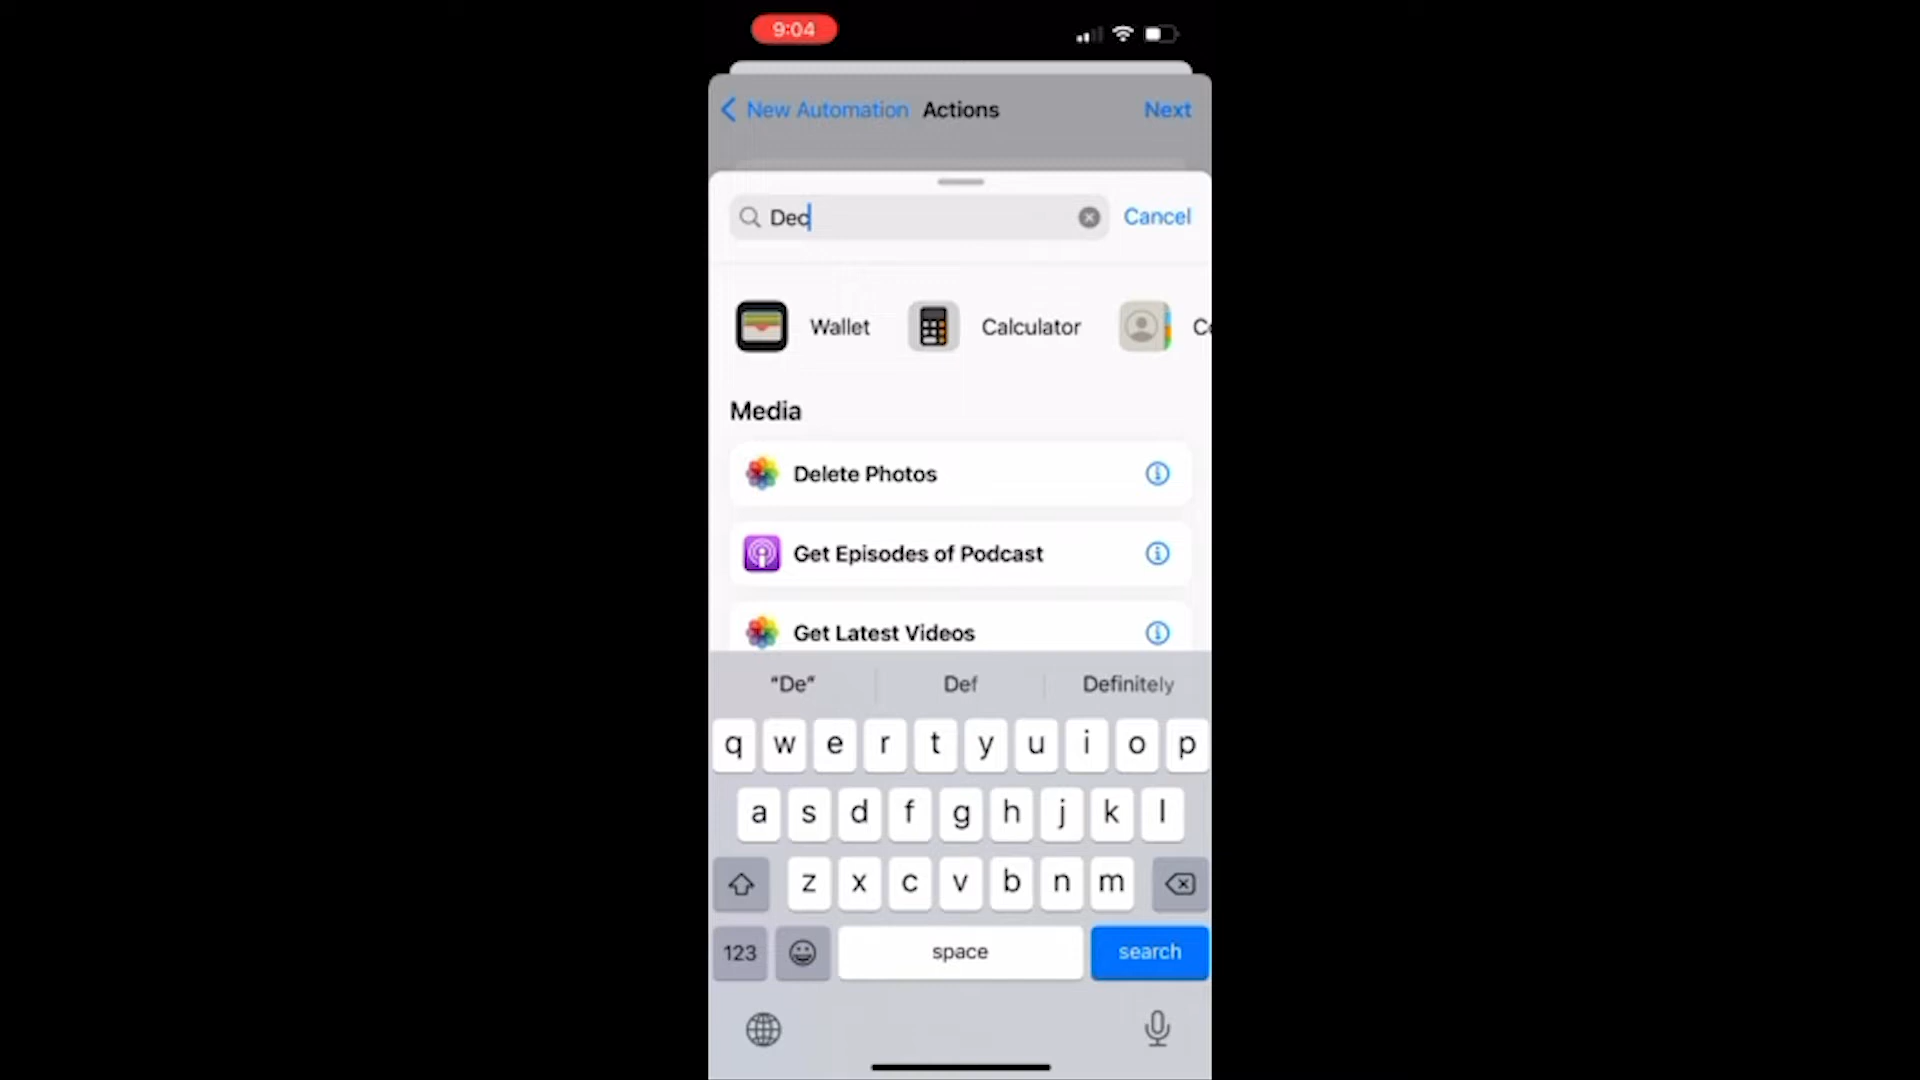 9:04
New Automation Actions Next
Dec Cancel
Wallet Calculator Co
Media
Delete Photos
Get Episodes of Podcast
Get Latest Videos
“De” Def Definitely
q w e r t y u i o p
a s d f g h j k l
z x c v b n m
123 space search